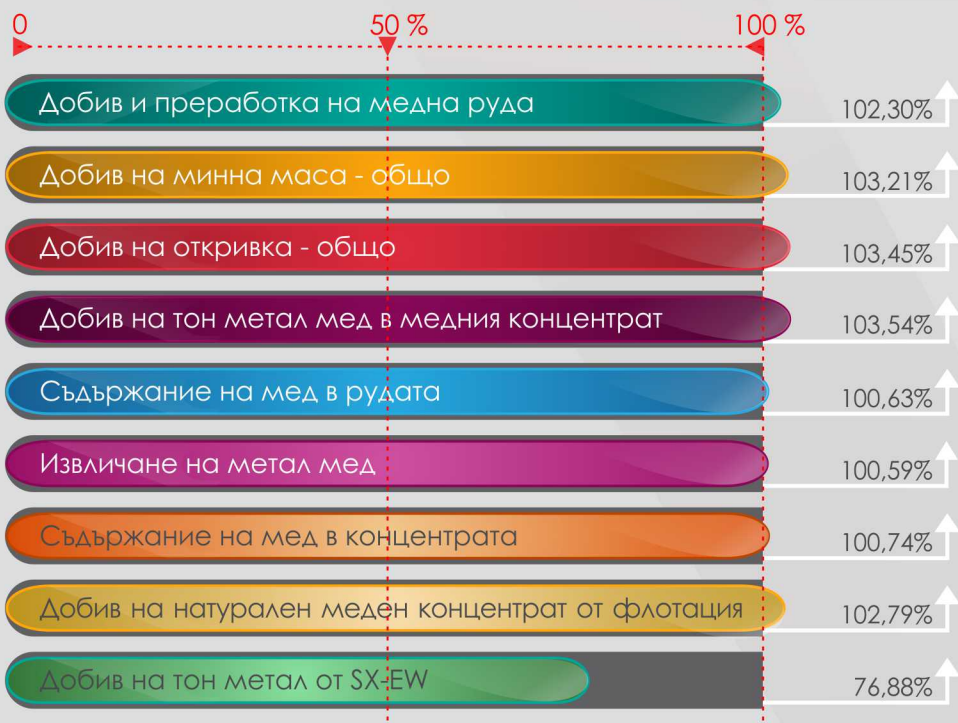 0 50 % 100 %
Добив и преработка на медна руда 102,30%
Добив на минна маса - общо 103,21%
Добив на откривка - общо 103,45%
Добив на тон метал мед в медния концентрат 103,54%
Съдържание на мед в рудата 100,63%
Извличане на метал мед 100,59%
Съдържание на мед в концентрата 100,74%
Добив на натурален меден концентрат от флотация 102,79%
Добив на тон метал от SX-EW 76,88%